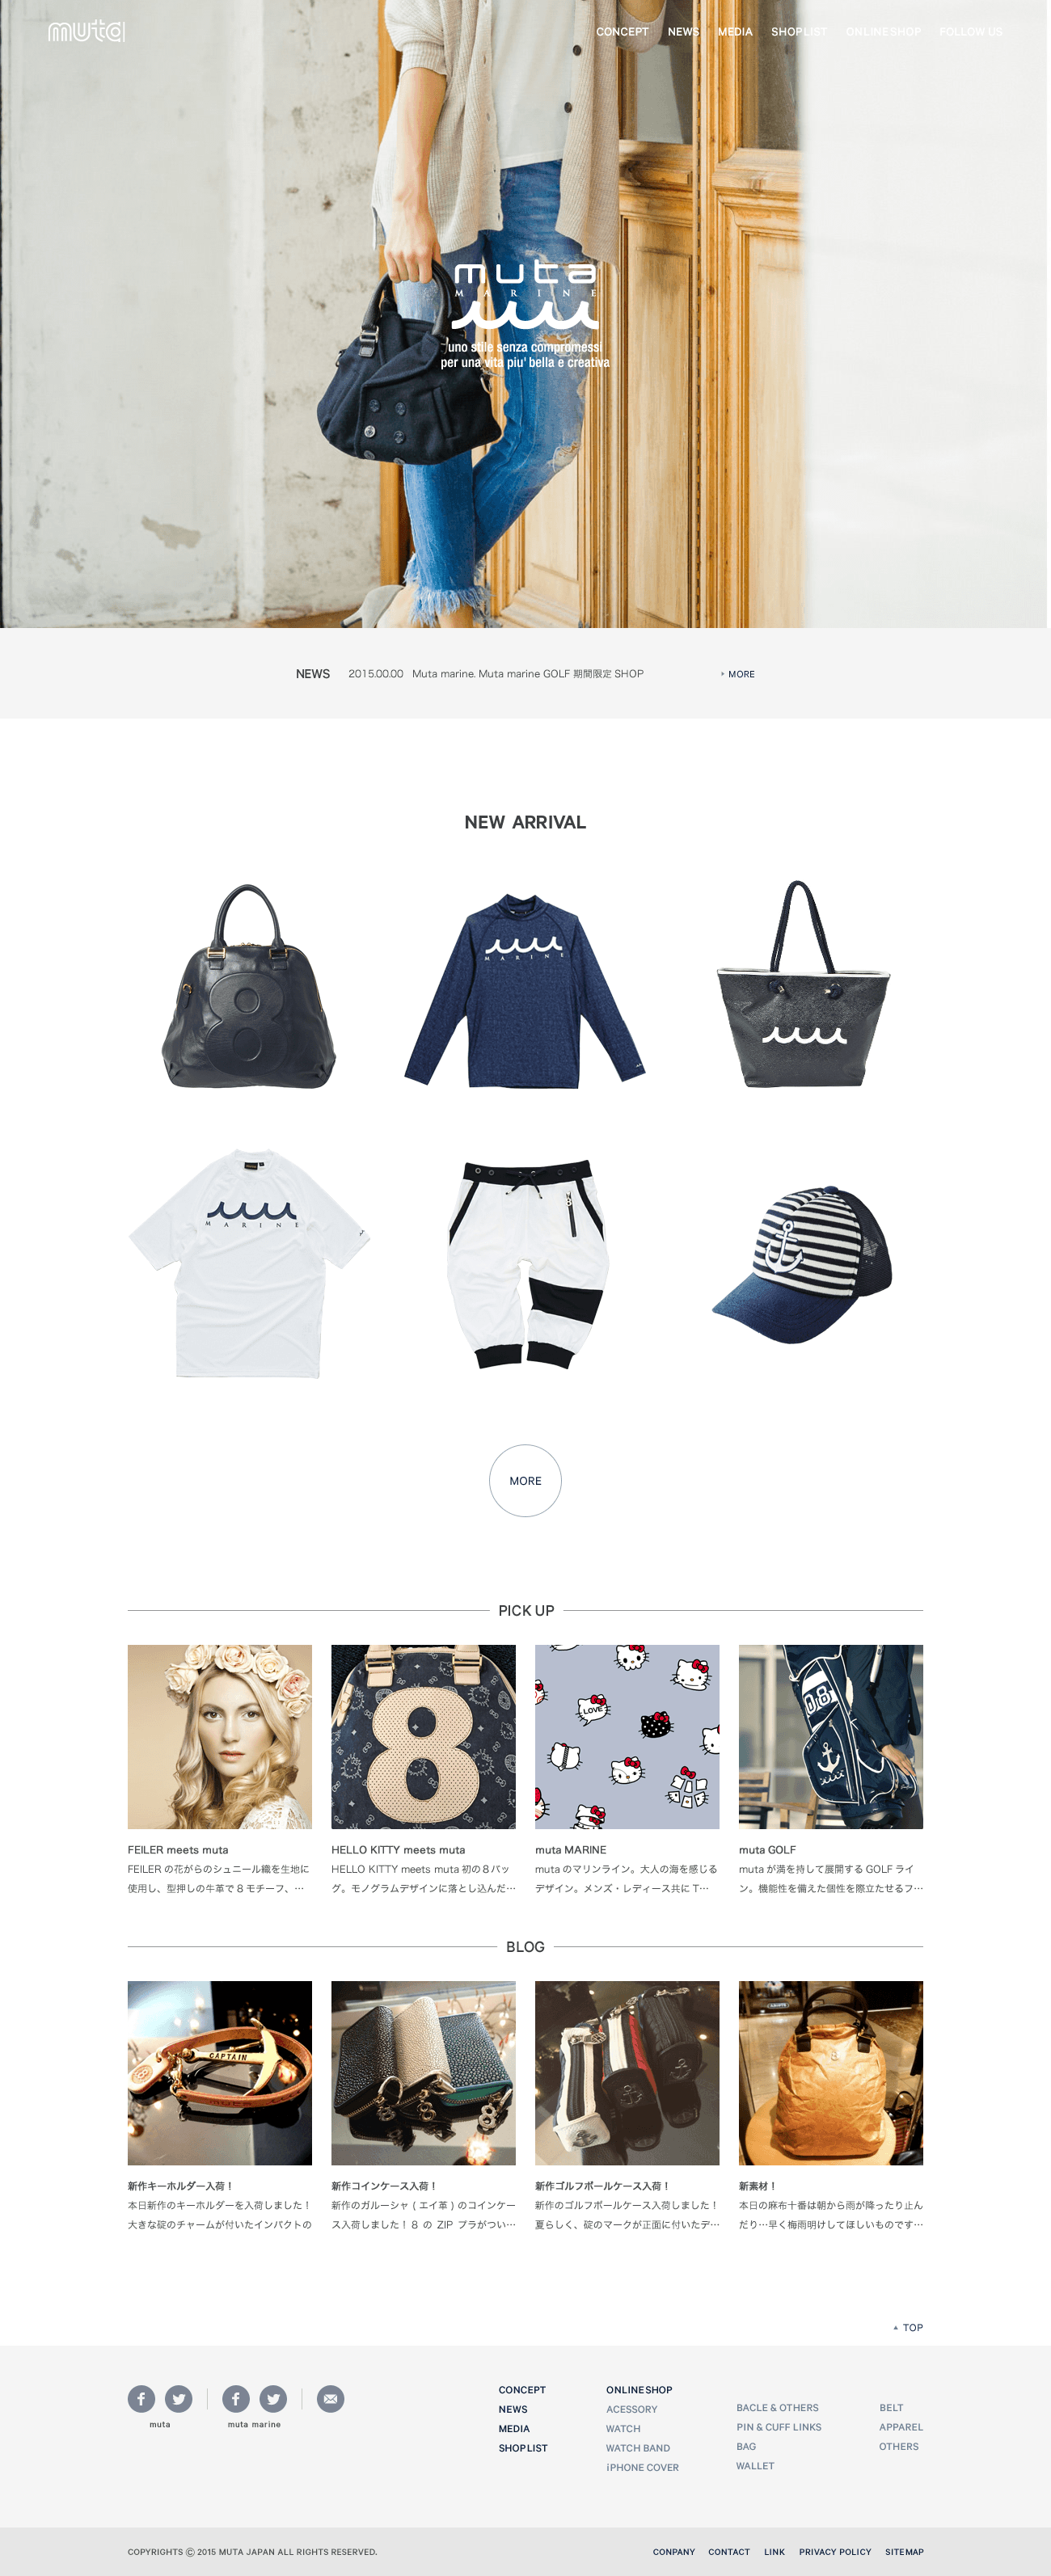 muta
CONCEPT NEWS MEDIA SHOPLIST ONLINESHOP FOLLOW US
muta
MARINE
uno stile senza compromessi
per una vita piu' bella e creativa
NEWS 2015.00.00 Muta marine. Muta marine GOLF 期間限定 SHOP MORE
NEW ARRIVAL
8
MARINE
MARINE
8
MORE
PICK UP
8
LOVE
08
FEILER meets muta
FEILER の花がらのシュニール織を生地に
使用し、型押しの牛革で 8 モチーフ、…
HELLO KITTY meets muta
HELLO KITTY meets muta 初の８バッ
グ。モノグラムデザインに落とし込んだ…
muta MARINE
muta のマリンライン。大人の海を感じる
デザイン。メンズ・レディース共に T…
muta GOLF
muta が満を持して展開する GOLF ライ
ン。機能性を備えた個性を際立たせるフ…
BLOG
CAPTAIN
8
新作キーホルダー入荷！
本日新作のキーホルダーを入荷しました！
大きな碇のチャームが付いたインパクトの
新作コインケース入荷！
新作のガルーシャ ( エイ革 ) のコインケー
ス入荷しました！ 8 の ZIP プラがつい…
新作ゴルフボールケース入荷！
新作のゴルフボールケース入荷しました！
夏らしく、碇のマークが正面に付いたデ…
新素材！
本日の麻布十番は朝から雨が降ったり止ん
だり…早く梅雨明けしてほしいものです…
TOP
muta
muta marine
CONCEPT
NEWS
MEDIA
SHOPLIST
ONLINESHOP
ACESSORY
WATCH
WATCH BAND
iPHONE COVER
BACLE & OTHERS
PIN & CUFF LINKS
BAG
WALLET
BELT
APPAREL
OTHERS
COPYRIGHTS Ⓒ 2015 MUTA JAPAN ALL RIGHTS RESERVED.
CONPANY CONTACT LINK PRIVACY POLICY SITEMAP